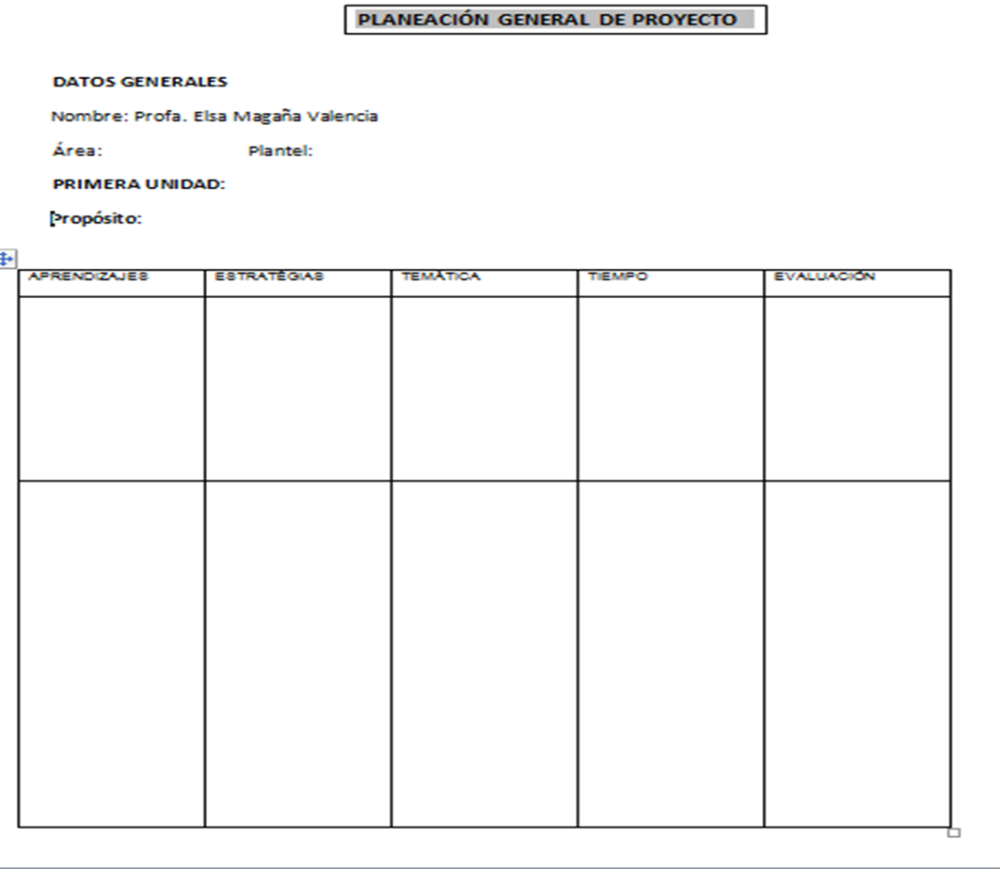 PLANEACIÓN GENERAL DE PROYECTO
DATOS GENERALES
Nombre: Profa. Elsa Magaña Valencia
Área: Plantel:
PRIMERA UNIDAD:
Propósito:
APRENDIZAJES ESTRATÉGIAS TEMÁTICA TIEMPO EVALUACIÓN